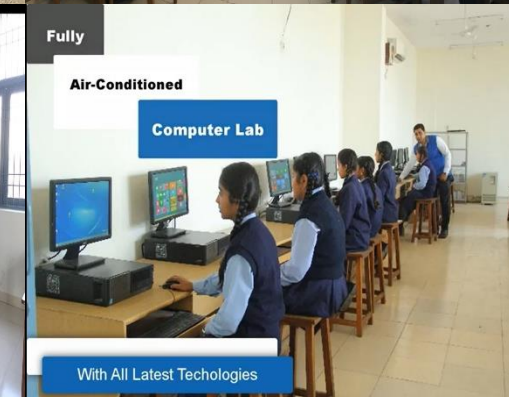 Fully
Air-Conditioned
Computer Lab
With All Latest Techologies